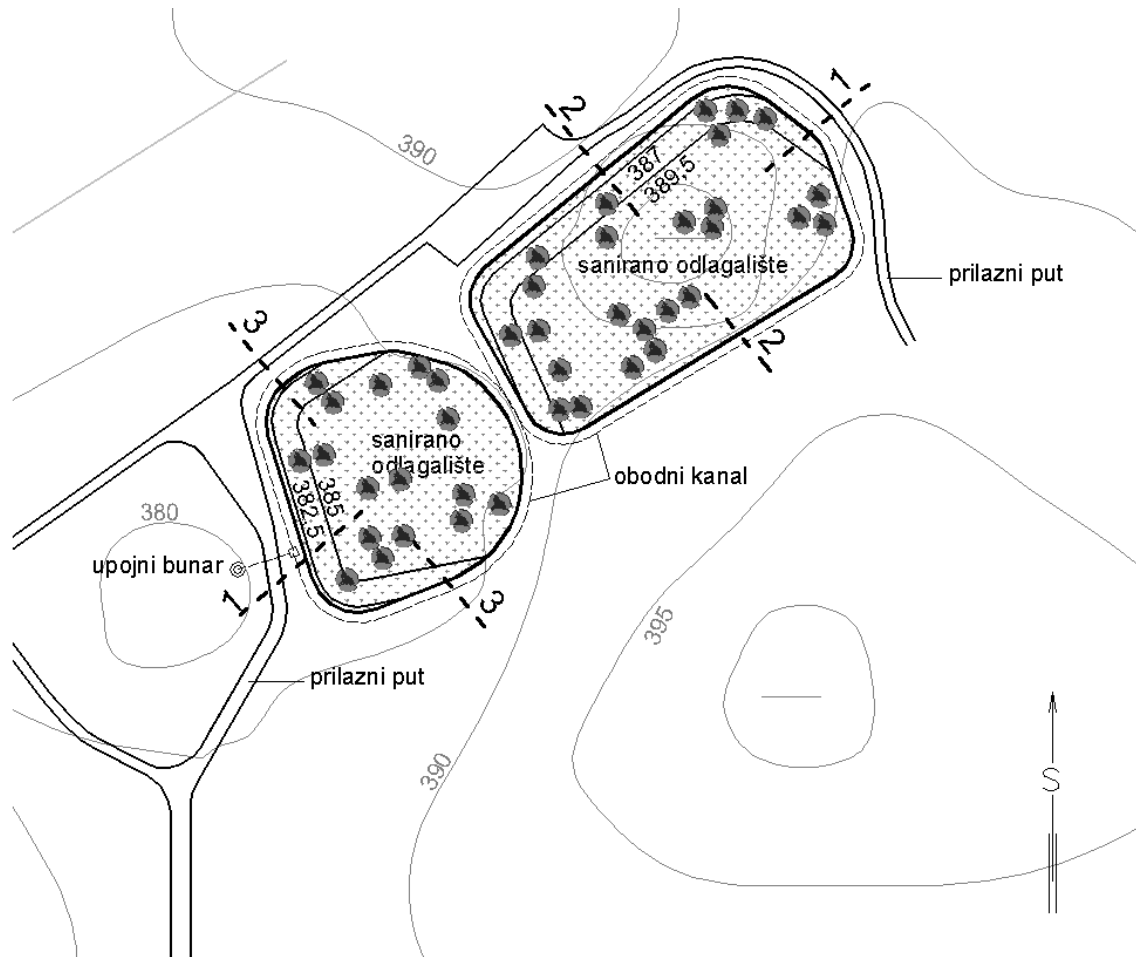 1
2
390
387
389,5
sanirano odlagalište
prilazni put
3
2
sanirano
odlagalište
obodni kanal
385
382,5
380
upojni bunar
1
3
395
prilazni put
390
S